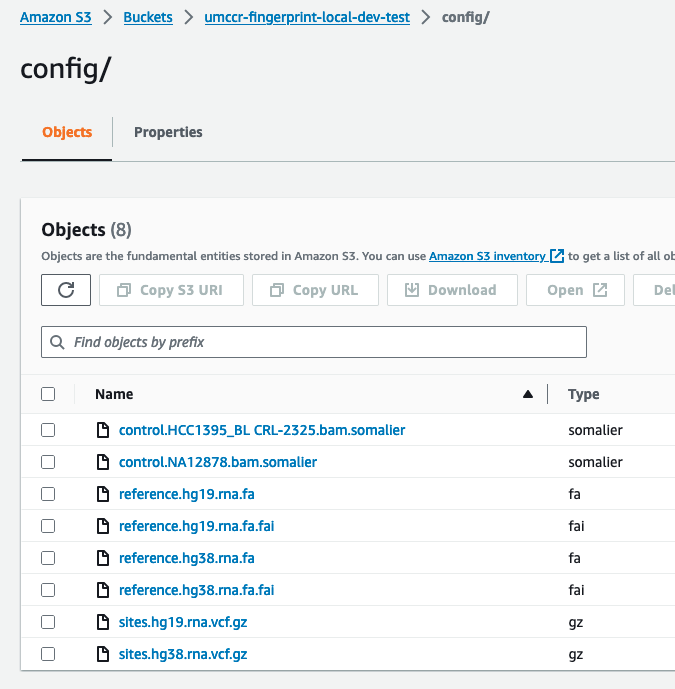 Amazon S3 > Buckets > umccr-fingerprint-local-dev-test > config/
config/
Objects Properties
Objects (8)
Objects are the fundamental entities stored in Amazon S3. You can use Amazon S3 inventory to get a list of all
Copy S3 URI Copy URL Download Open
Find objects by prefix
Name Type
control.HCC1395_BL CRL-2325.bam.somalier somalier
control.NA12878.bam.somalier somalier
reference.hg19.rna.fa fa
reference.hg19.rna.fa.fai fai
reference.hg38.rna.fa fa
reference.hg38.rna.fa.fai fai
sites.hg19.rna.vcf.gz gz
sites.hg38.rna.vcf.gz gz